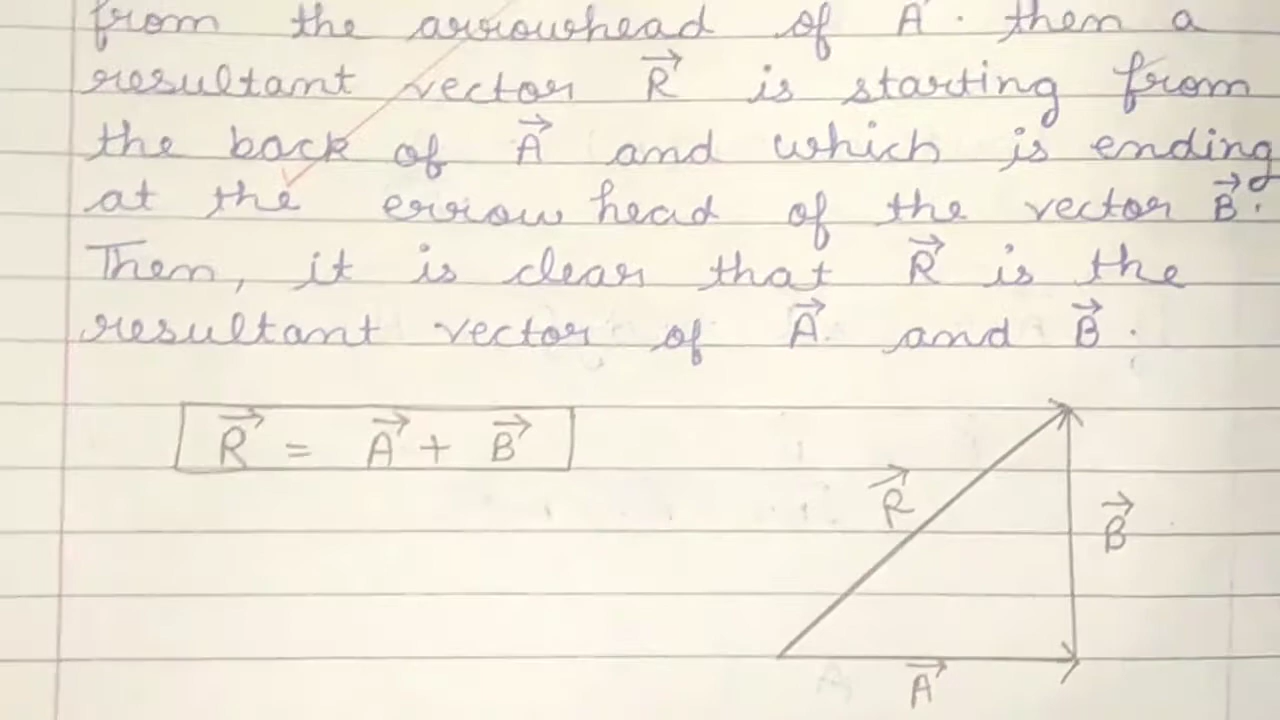 from the arrowhead of A. then a
resultant vector R⃗ is starting from
the back of A⃗ and which is ending
at the errow head of the vector B⃗.
Then, it is clear that R⃗ is the
resultant vector of A⃗ and B⃗.
R⃗ = A⃗ + B⃗
R⃗
B⃗
A⃗